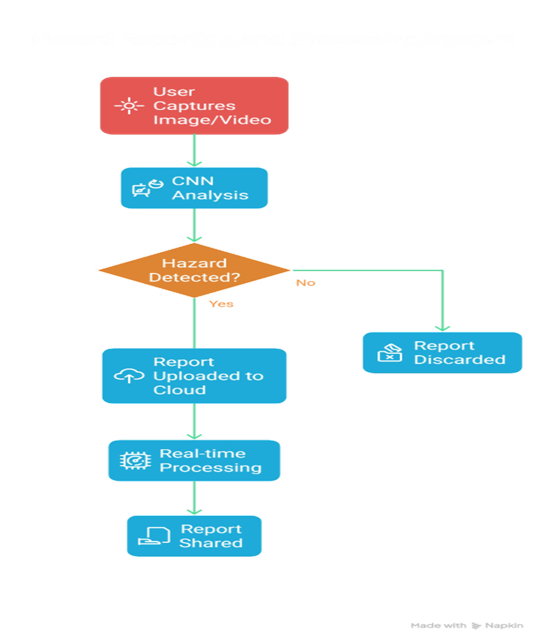 User
Captures
Image/Video
CNN
Analysis
Hazard
Detected?
No
Yes
Report
Discarded
Report
Uploaded to
Cloud
Real-time
Processing
Report
Shared
Made with Napkin